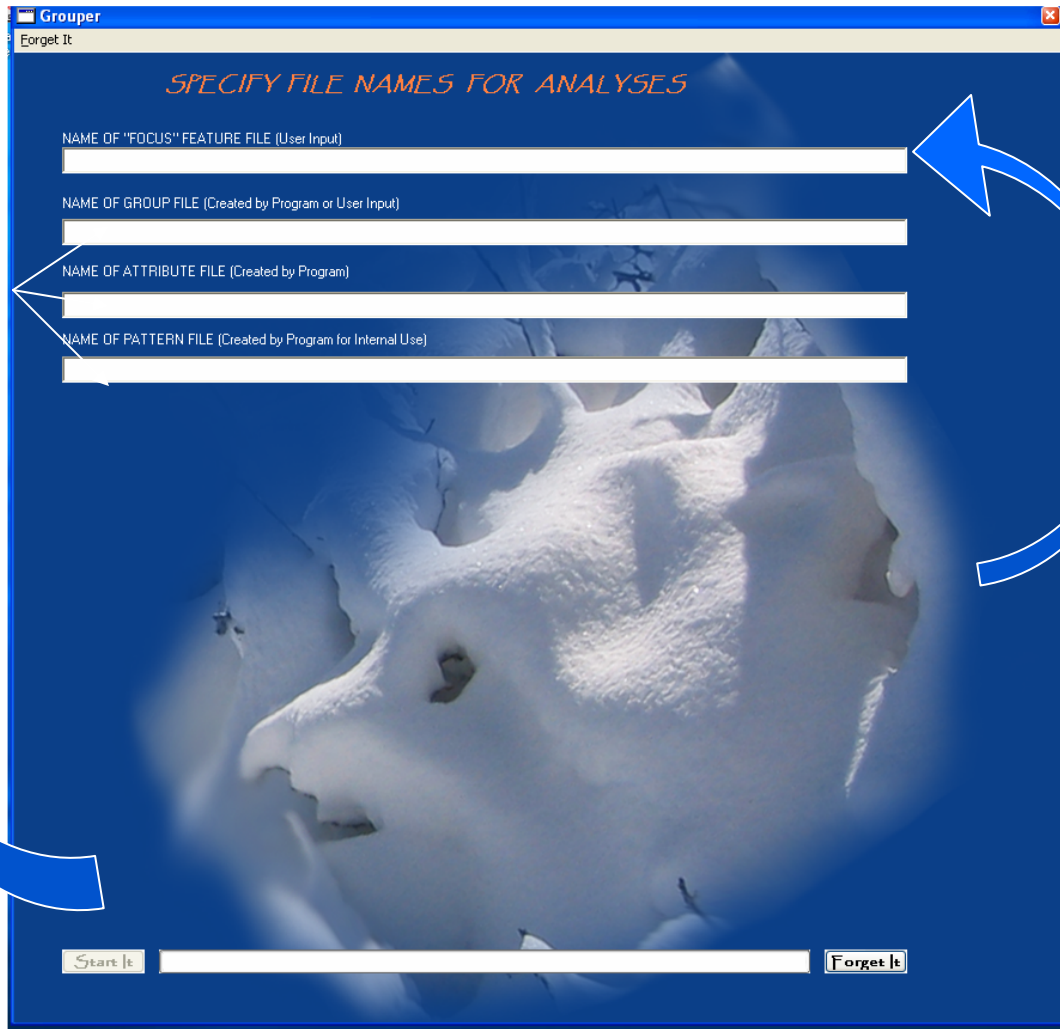 Grouper
Forget It
SPECIFY FILE NAMES FOR ANALYSES
NAME OF "FOCUS" FEATURE FILE (User Input)
NAME OF GROUP FILE (Created by Program or User Input)
NAME OF ATTRIBUTE FILE (Created by Program)
NAME OF PATTERN FILE (Created by Program for Internal Use)
Start It
Forget It